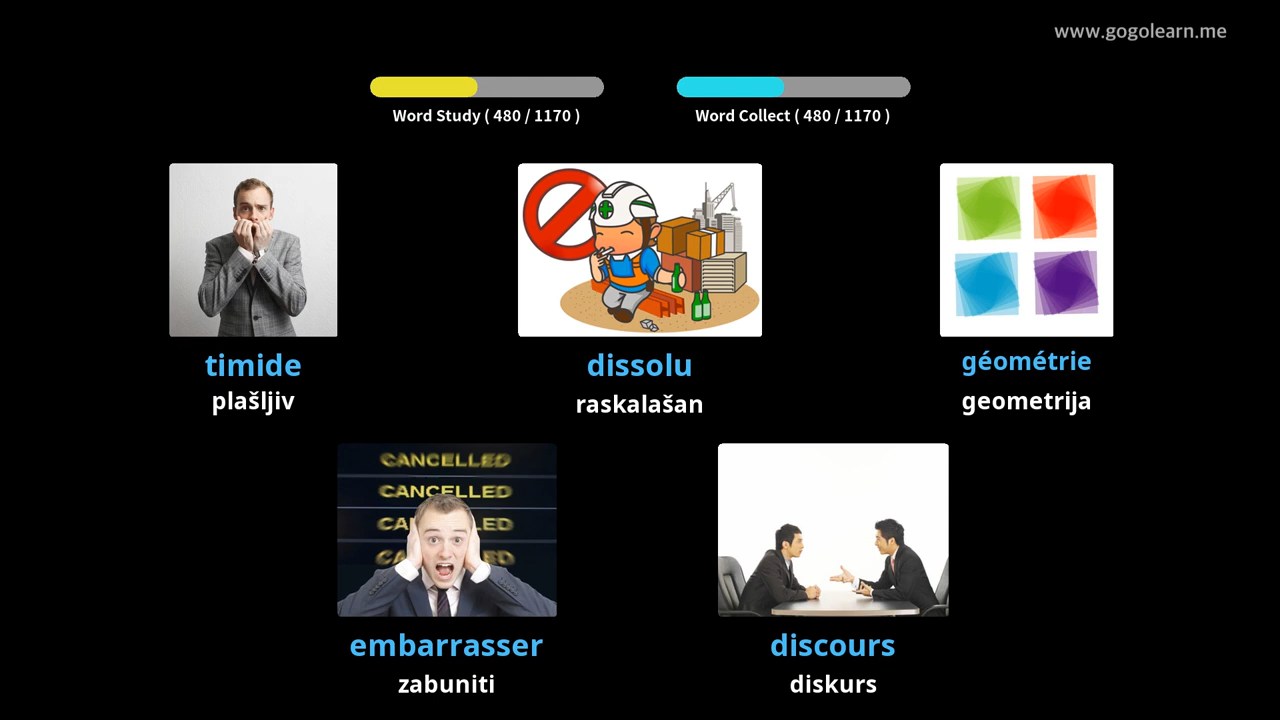 www.gogolearn.me
Word Study ( 480 / 1170 )
Word Collect ( 480 / 1170 )
timide
plašljiv
dissolu
raskalašan
géométrie
geometrija
CANCELLED
CANCELLED
embarrasser
zabuniti
discours
diskurs